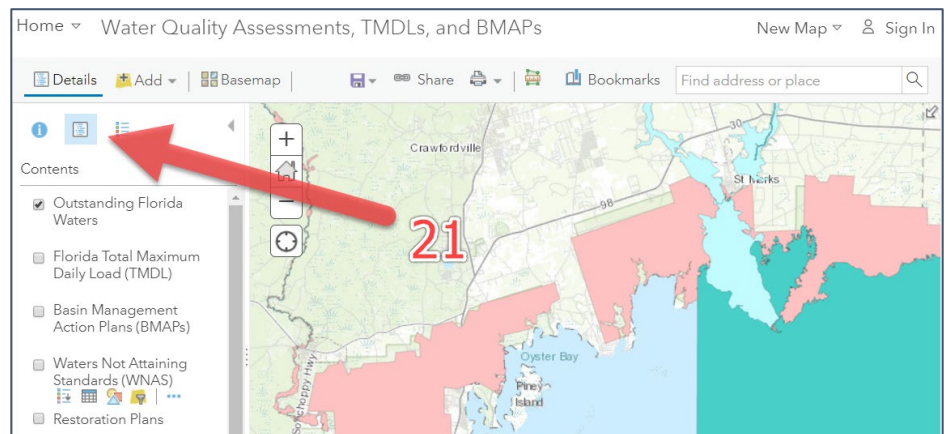 Home Water Quality Assessments, TMDLs, and BMAPs New Map Sign In
Details Add Basemap Share Bookmarks Find address or place
Contents
Outstanding Florida
Waters
Florida Total Maximum
Daily Load (TMDL)
Basin Management
Action Plans (BMAPs)
Waters Not Attaining
Standards (WNAS)
Restoration Plans
+
−
30
Crawfordville
St Marks
98
21
Sopchoppy Hwy
Oyster Bay
Piney
Island